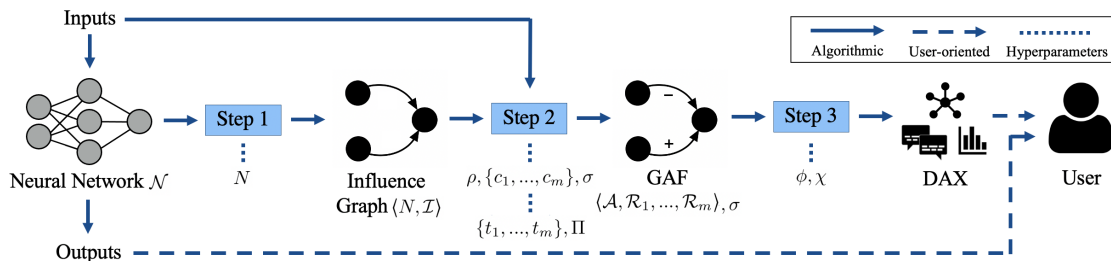 Inputs
Algorithmic
User-oriented
Hyperparameters
Step 1
Step 2
−
+
Step 3
Neural Network 𝒩
N
Influence
Graph ⟨N, ℐ⟩
ρ, {c₁, ..., cₘ}, σ
{t₁, ..., tₘ}, Π
GAF
⟨𝒜, ℛ₁, ..., ℛₘ⟩, σ
ϕ, χ
DAX
User
Outputs